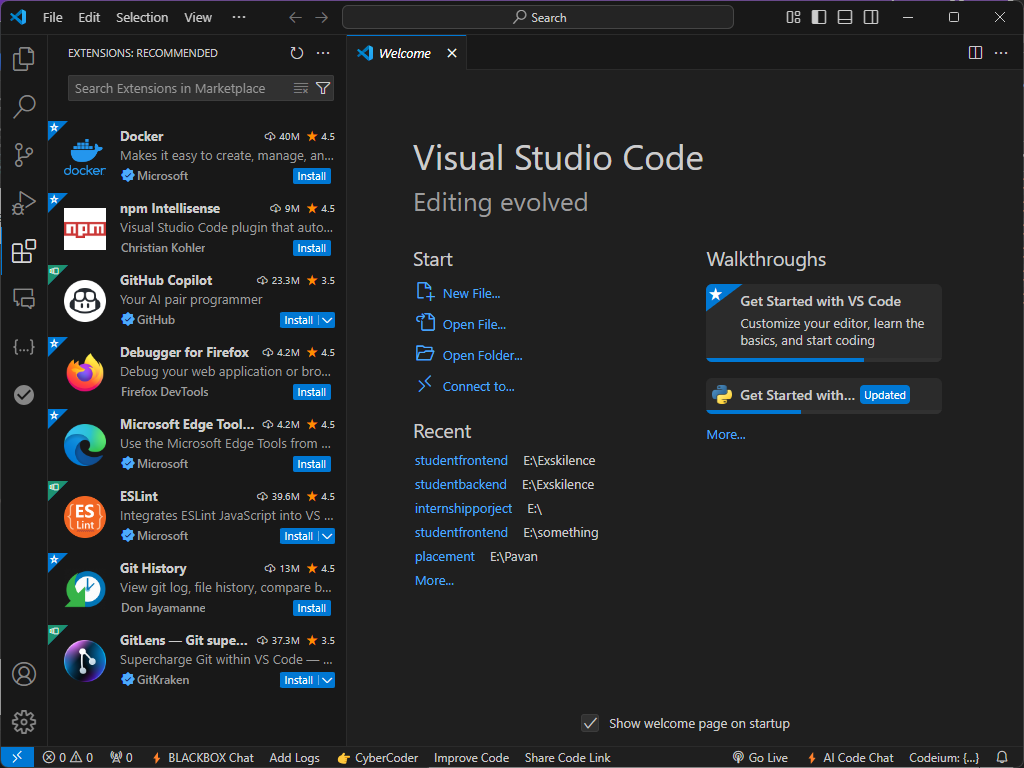 File Edit Selection View ··· Search
EXTENSIONS: RECOMMENDED
Welcome
Search Extensions in Marketplace
Docker 40M 4.5
Makes it easy to create, manage, an...
Microsoft Install
docker
npm Intellisense 9M 4.5
Visual Studio Code plugin that auto...
Christian Kohler Install
npm
GitHub Copilot 23.3M 3.5
Your AI pair programmer
GitHub Install
Debugger for Firefox 4.2M 4.5
Debug your web application or bro...
Firefox DevTools Install
Microsoft Edge Tool... 4.2M 4.5
Use the Microsoft Edge Tools from ...
Microsoft Install
ESLint 39.6M 4.5
Integrates ESLint JavaScript into VS ...
Microsoft Install
ES
Lint
Git History 13M 4.5
View git log, file history, compare b...
Don Jayamanne Install
GitLens — Git supe... 37.3M 3.5
Supercharge Git within VS Code — ...
GitKraken Install
Visual Studio Code
Editing evolved
Start
New File...
Open File...
Open Folder...
Connect to...
Recent
studentfrontend E:\Exskilence
studentbackend E:\Exskilence
internshipporject E:\
studentfrontend E:\something
placement E:\Pavan
More...
Walkthroughs
Get Started with VS Code
Customize your editor, learn the
basics, and start coding
Get Started with... Updated
More...
Show welcome page on startup
0 0 0 BLACKBOX Chat Add Logs CyberCoder Improve Code Share Code Link Go Live AI Code Chat Codeium: {...}